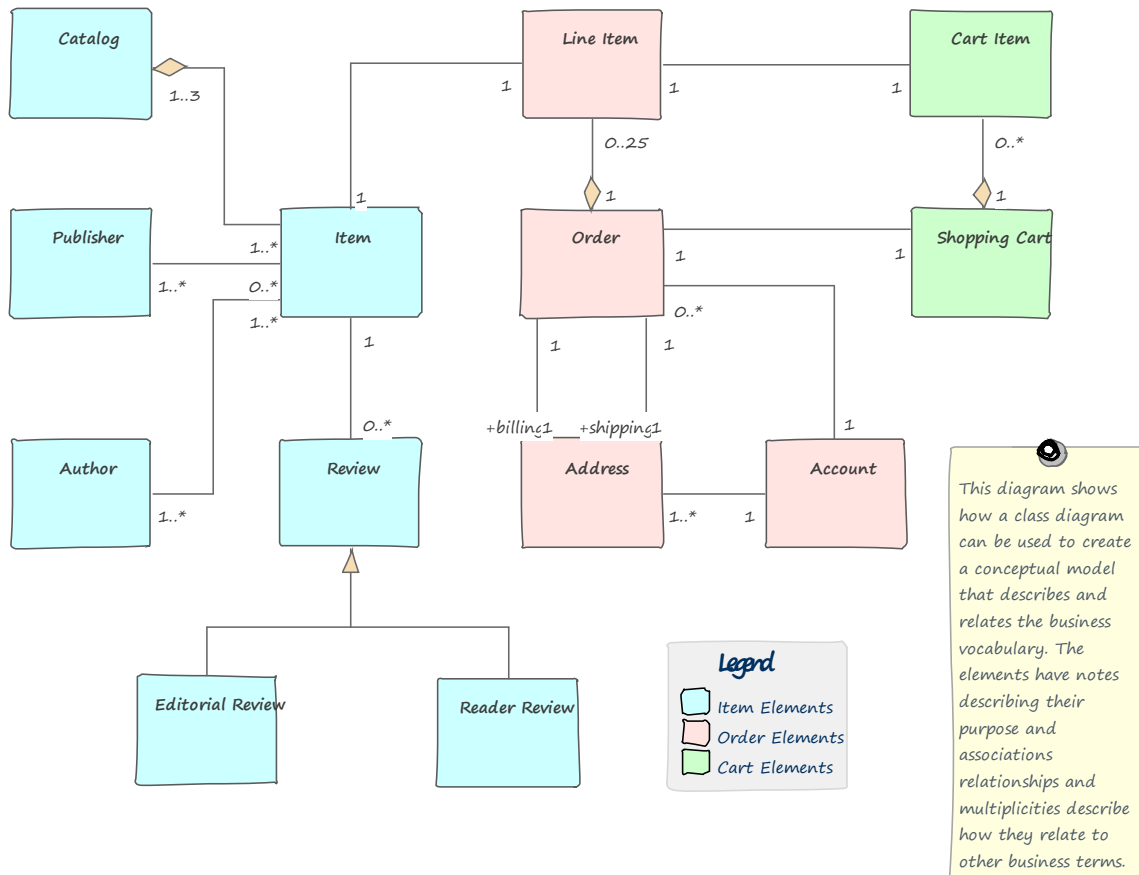 Catalog
Line Item
Cart Item
1..3
1
1
1
0..25
0..*
1
1
1
Publisher
Item
Order
Shopping Cart
1..*
1
1
1..*
0..*
0..*
1..*
1
1
1
+billing 1
+shipping 1
0..*
1
Author
Review
Address
Account
1..*
1..*
1
This diagram shows
how a class diagram
can be used to create
a conceptual model
that describes and
relates the business
vocabulary. The
elements have notes
describing their
purpose and
associations
relationships and
multiplicities describe
how they relate to
other business terms.
Editorial Review
Reader Review
Legend
Item Elements
Order Elements
Cart Elements